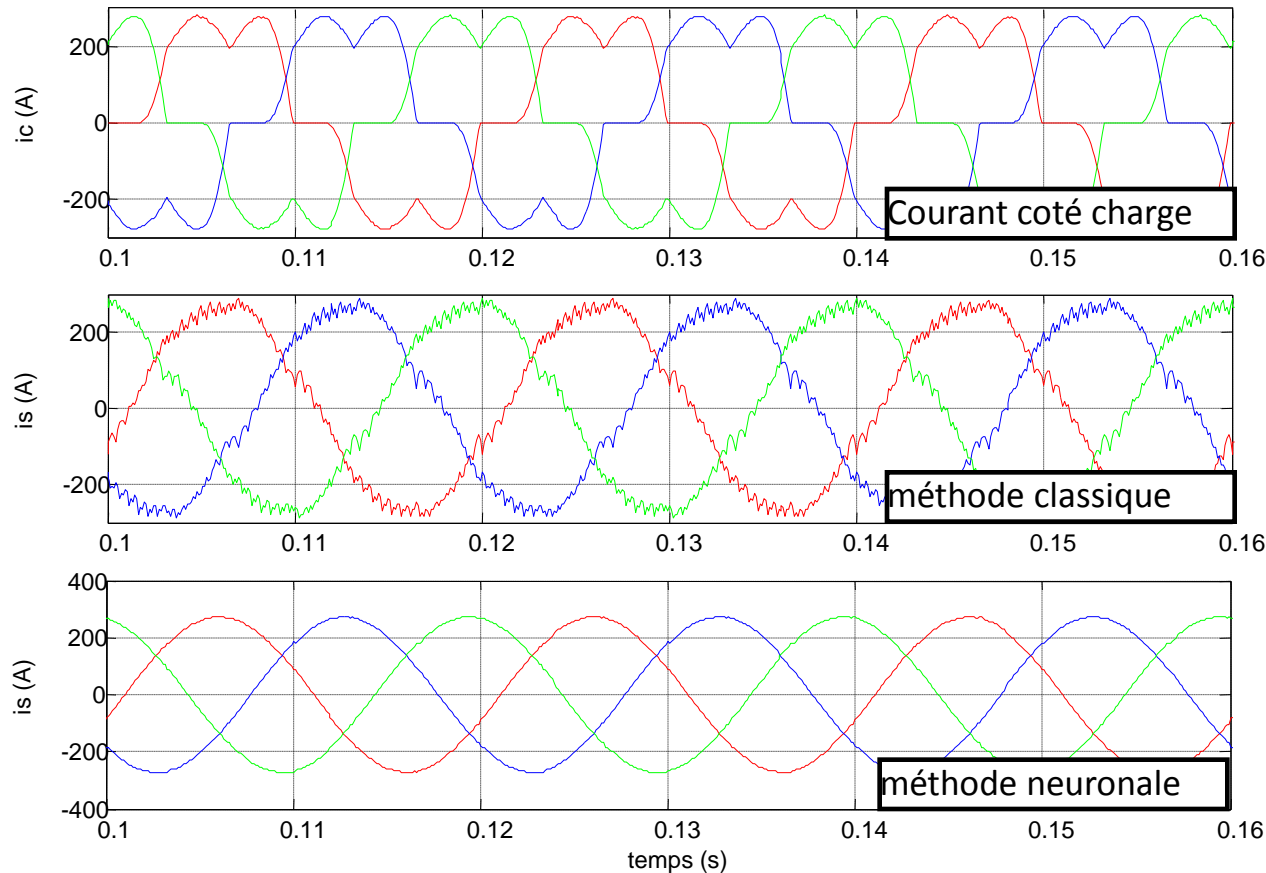 ic (A)
200
0
-200
Courant coté charge
0.1 0.11 0.12 0.13 0.14 0.15 0.16
is (A)
200
0
-200
méthode classique
0.1 0.11 0.12 0.13 0.14 0.15 0.16
is (A)
400
200
0
-200
-400
méthode neuronale
0.1 0.11 0.12 0.13 0.14 0.15 0.16
temps (s)